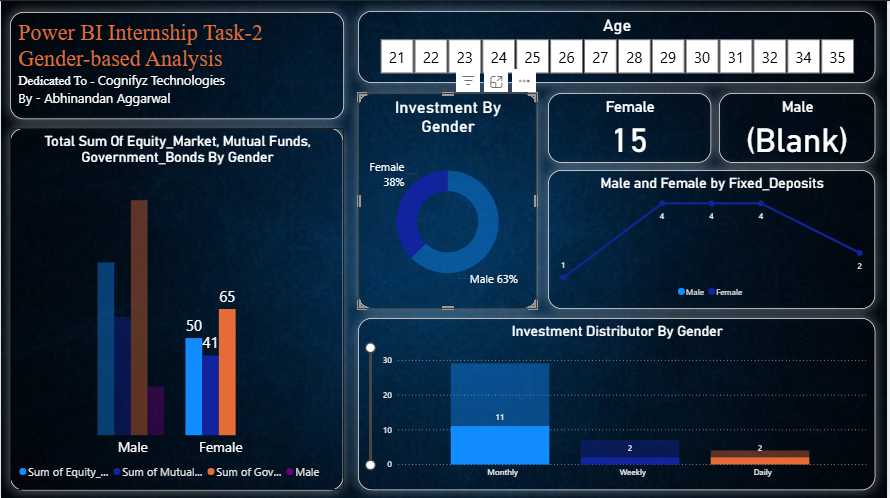 Power BI Internship Task-2
Gender-based Analysis
Dedicated To - Cognifyz Technologies
By - Abhinandan Aggarwal
Age
21 22 23 24 25 26 27 28 29 30 31 32 34 35
Total Sum Of Equity_Market, Mutual Funds,
Government_Bonds By Gender
50
41
65
Male Female
Sum of Equity_... Sum of Mutual... Sum of Gov... Male
Investment By
Gender
Female
38%
Male 63%
Female
15
Male
(Blank)
Male and Female by Fixed_Deposits
1
4
4
4
2
Male Female
Investment Distributor By Gender
30
20
10
0
11
2
2
Monthly Weekly Daily